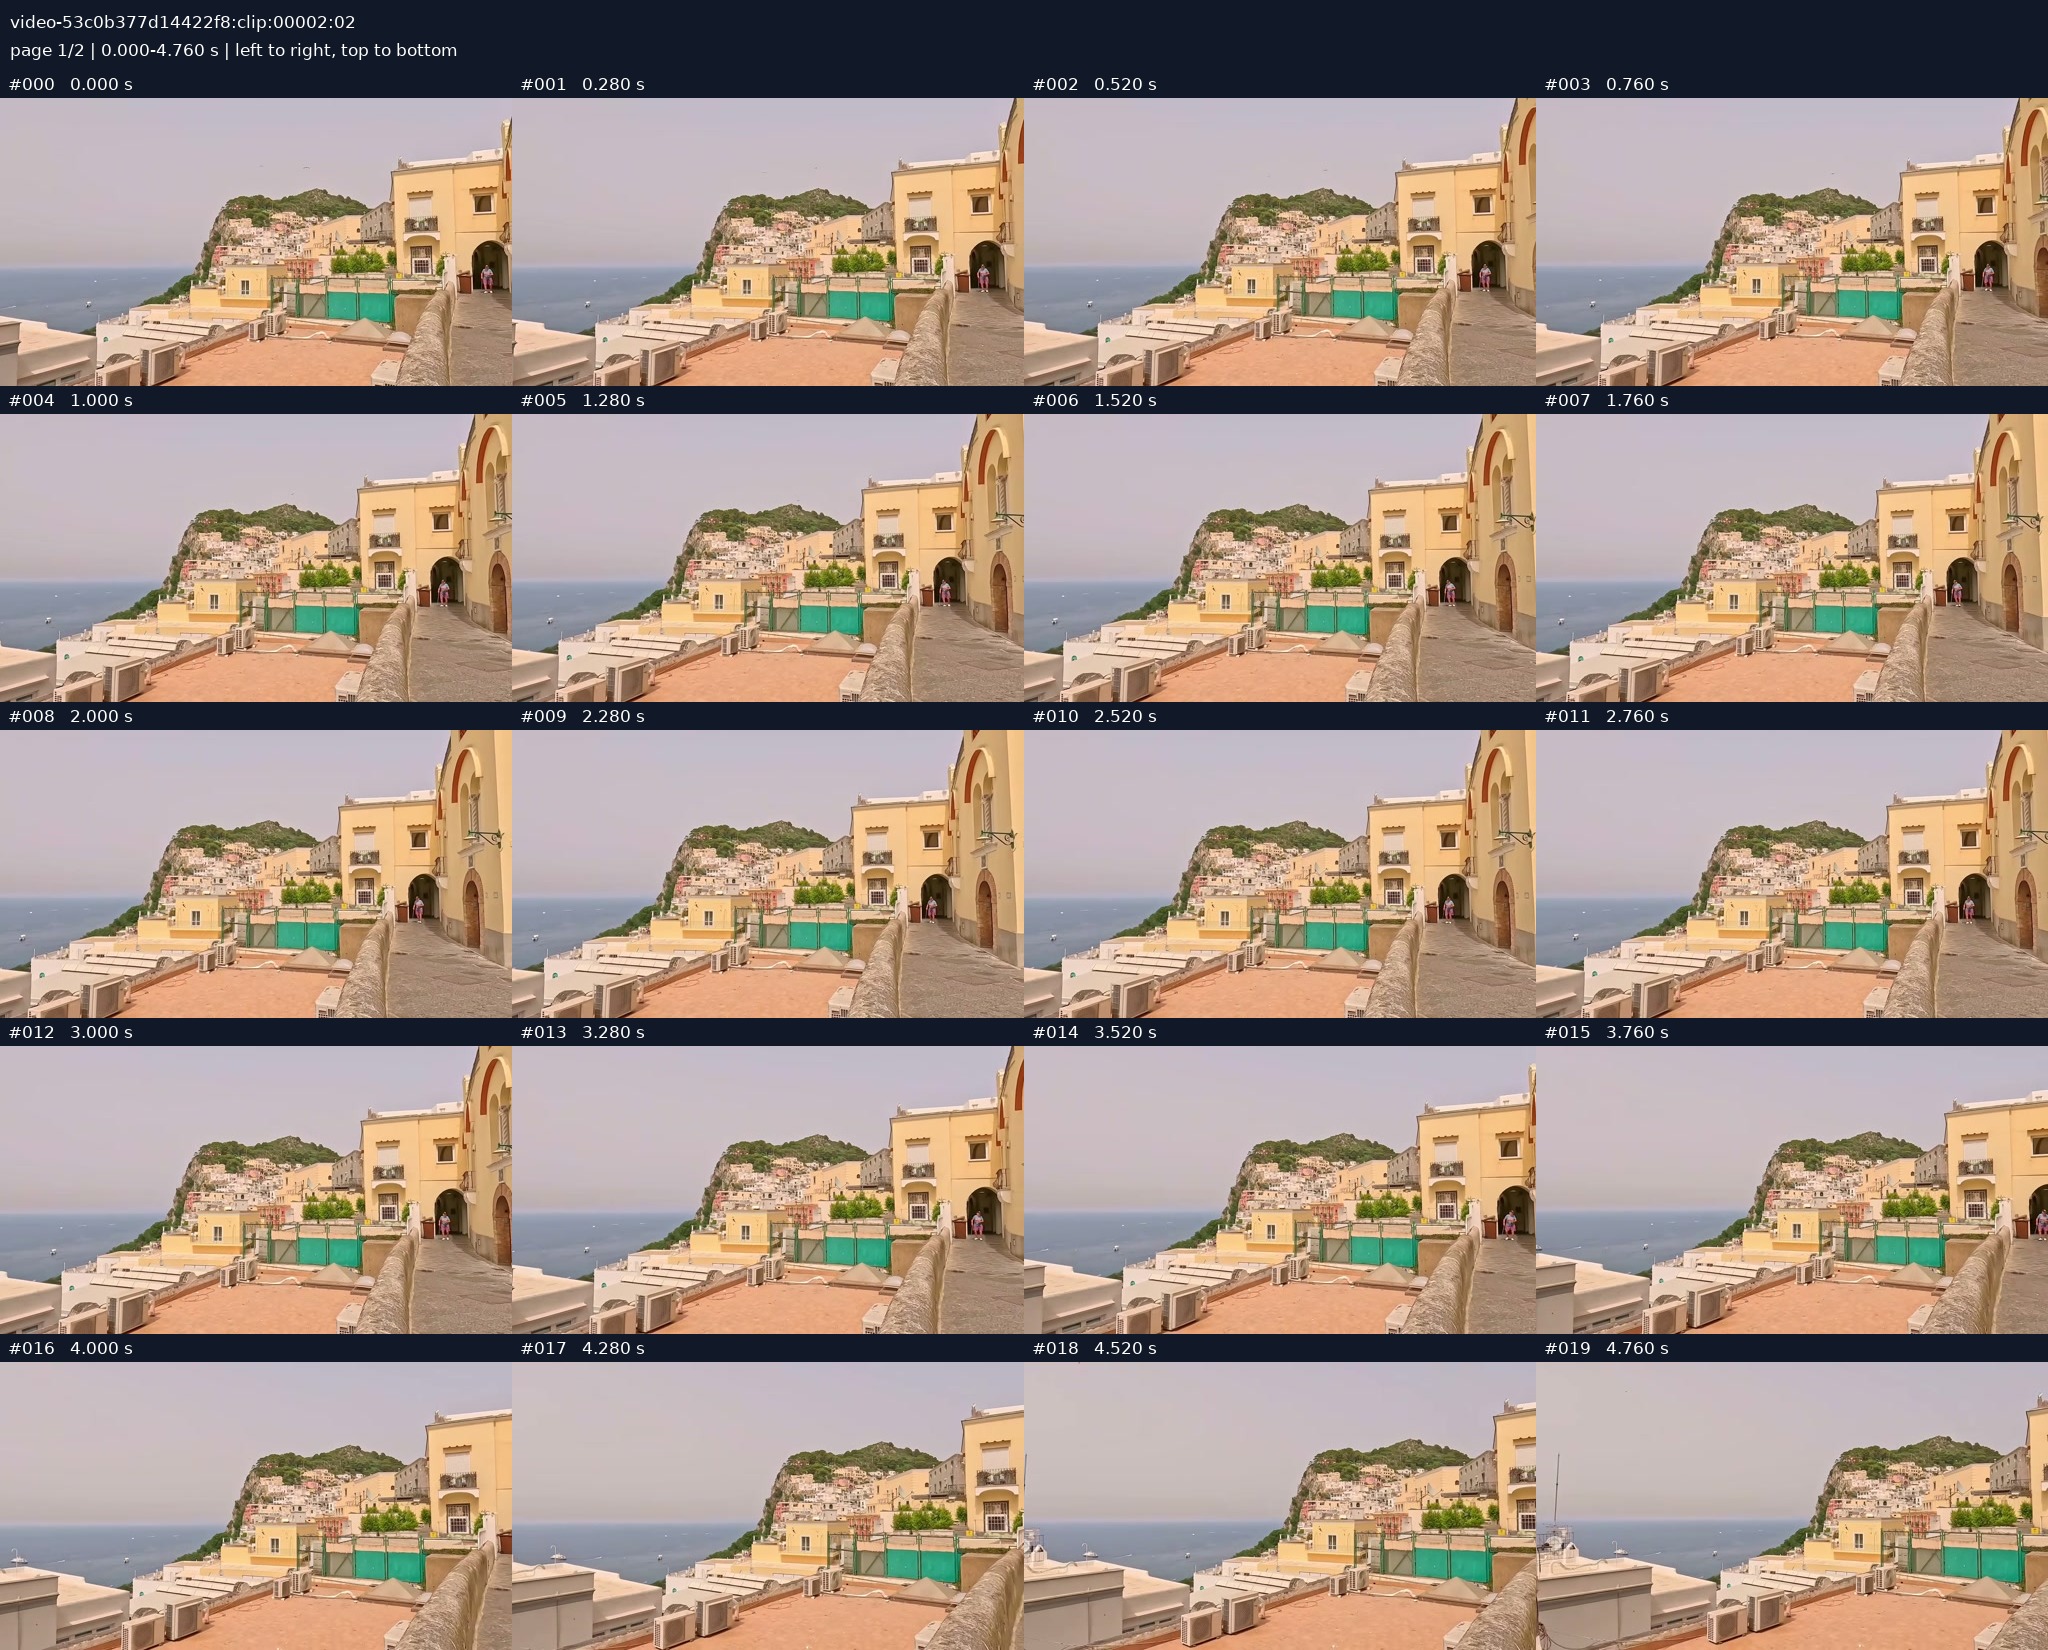 video-53c0b377d14422f8:clip:00002:02
page 1/2 | 0.000-4.760 s | left to right, top to bottom
#000 0.000 s
#001 0.280 s
#002 0.520 s
#003 0.760 s
#004 1.000 s
#005 1.280 s
#006 1.520 s
#007 1.760 s
#008 2.000 s
#009 2.280 s
#010 2.520 s
#011 2.760 s
#012 3.000 s
#013 3.280 s
#014 3.520 s
#015 3.760 s
#016 4.000 s
#017 4.280 s
#018 4.520 s
#019 4.760 s